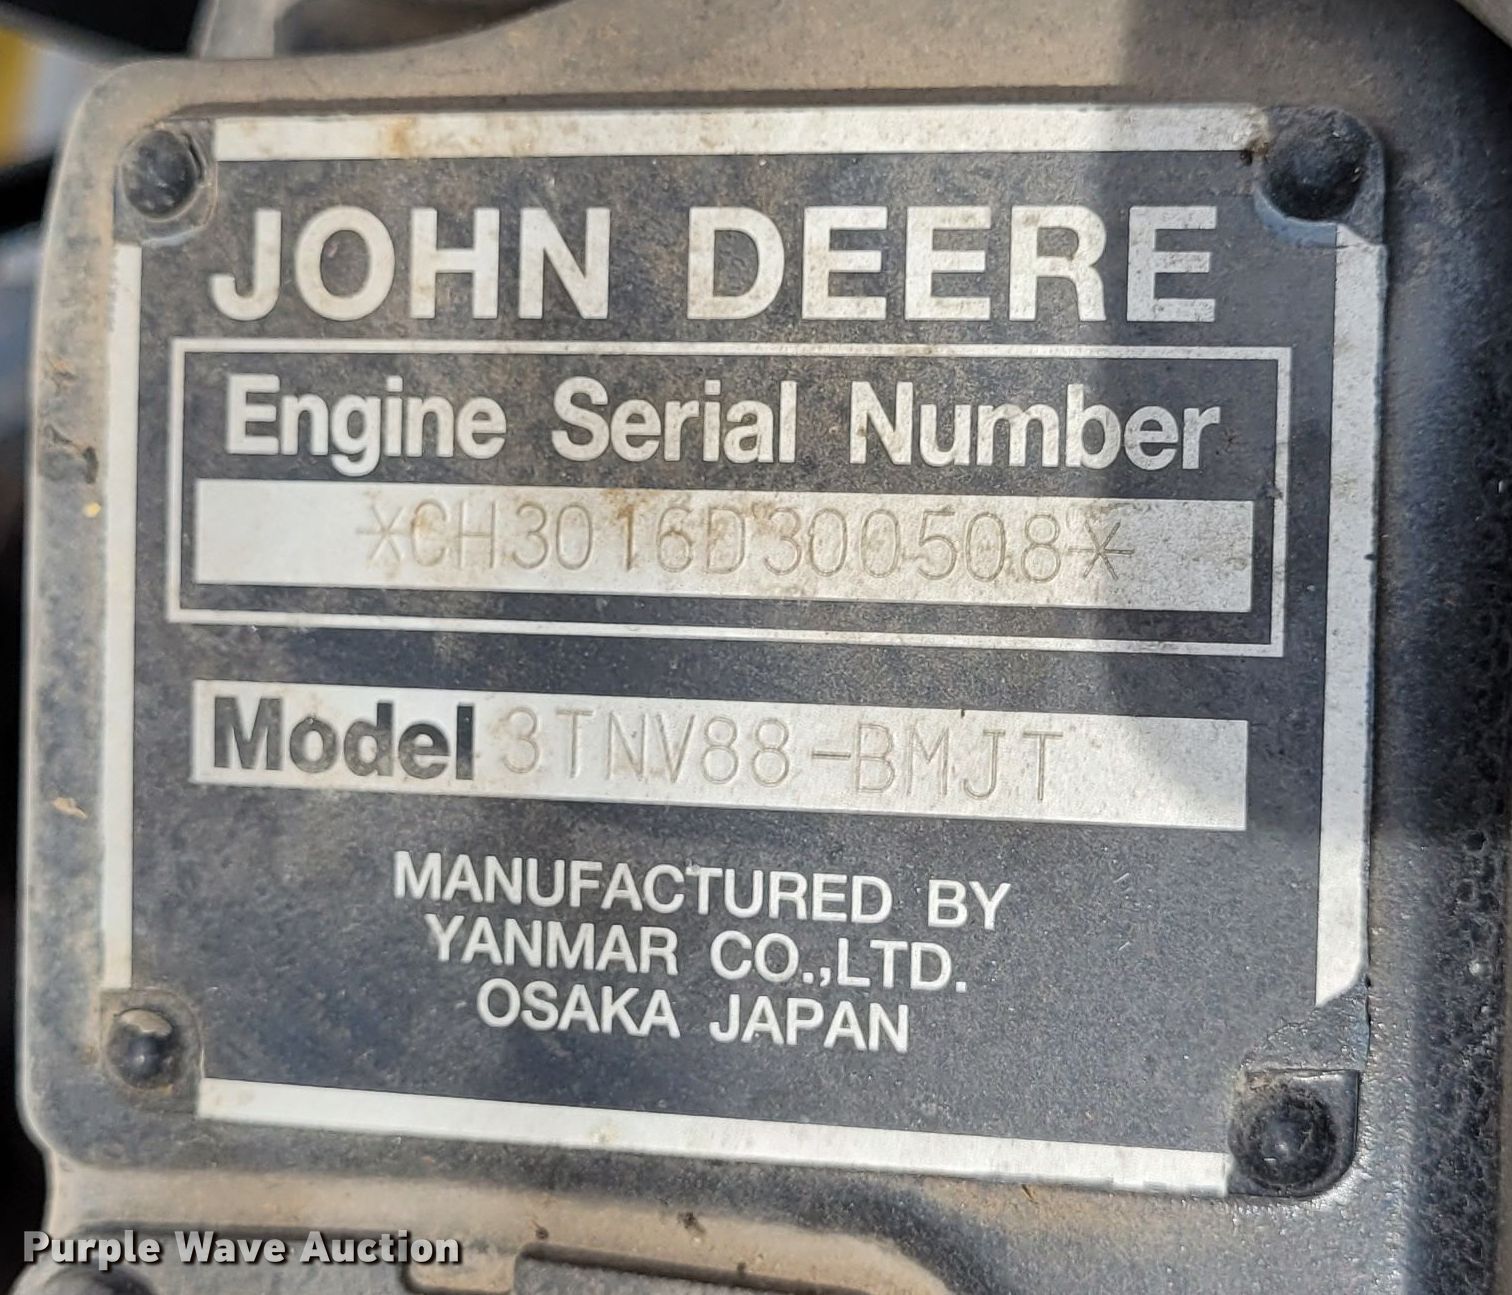 JOHN DEERE
Engine Serial Number
*CH3016D300508*
Model 3TNV88-BMJT
MANUFACTURED BY
YANMAR CO.,LTD.
OSAKA JAPAN
Purple Wave Auction